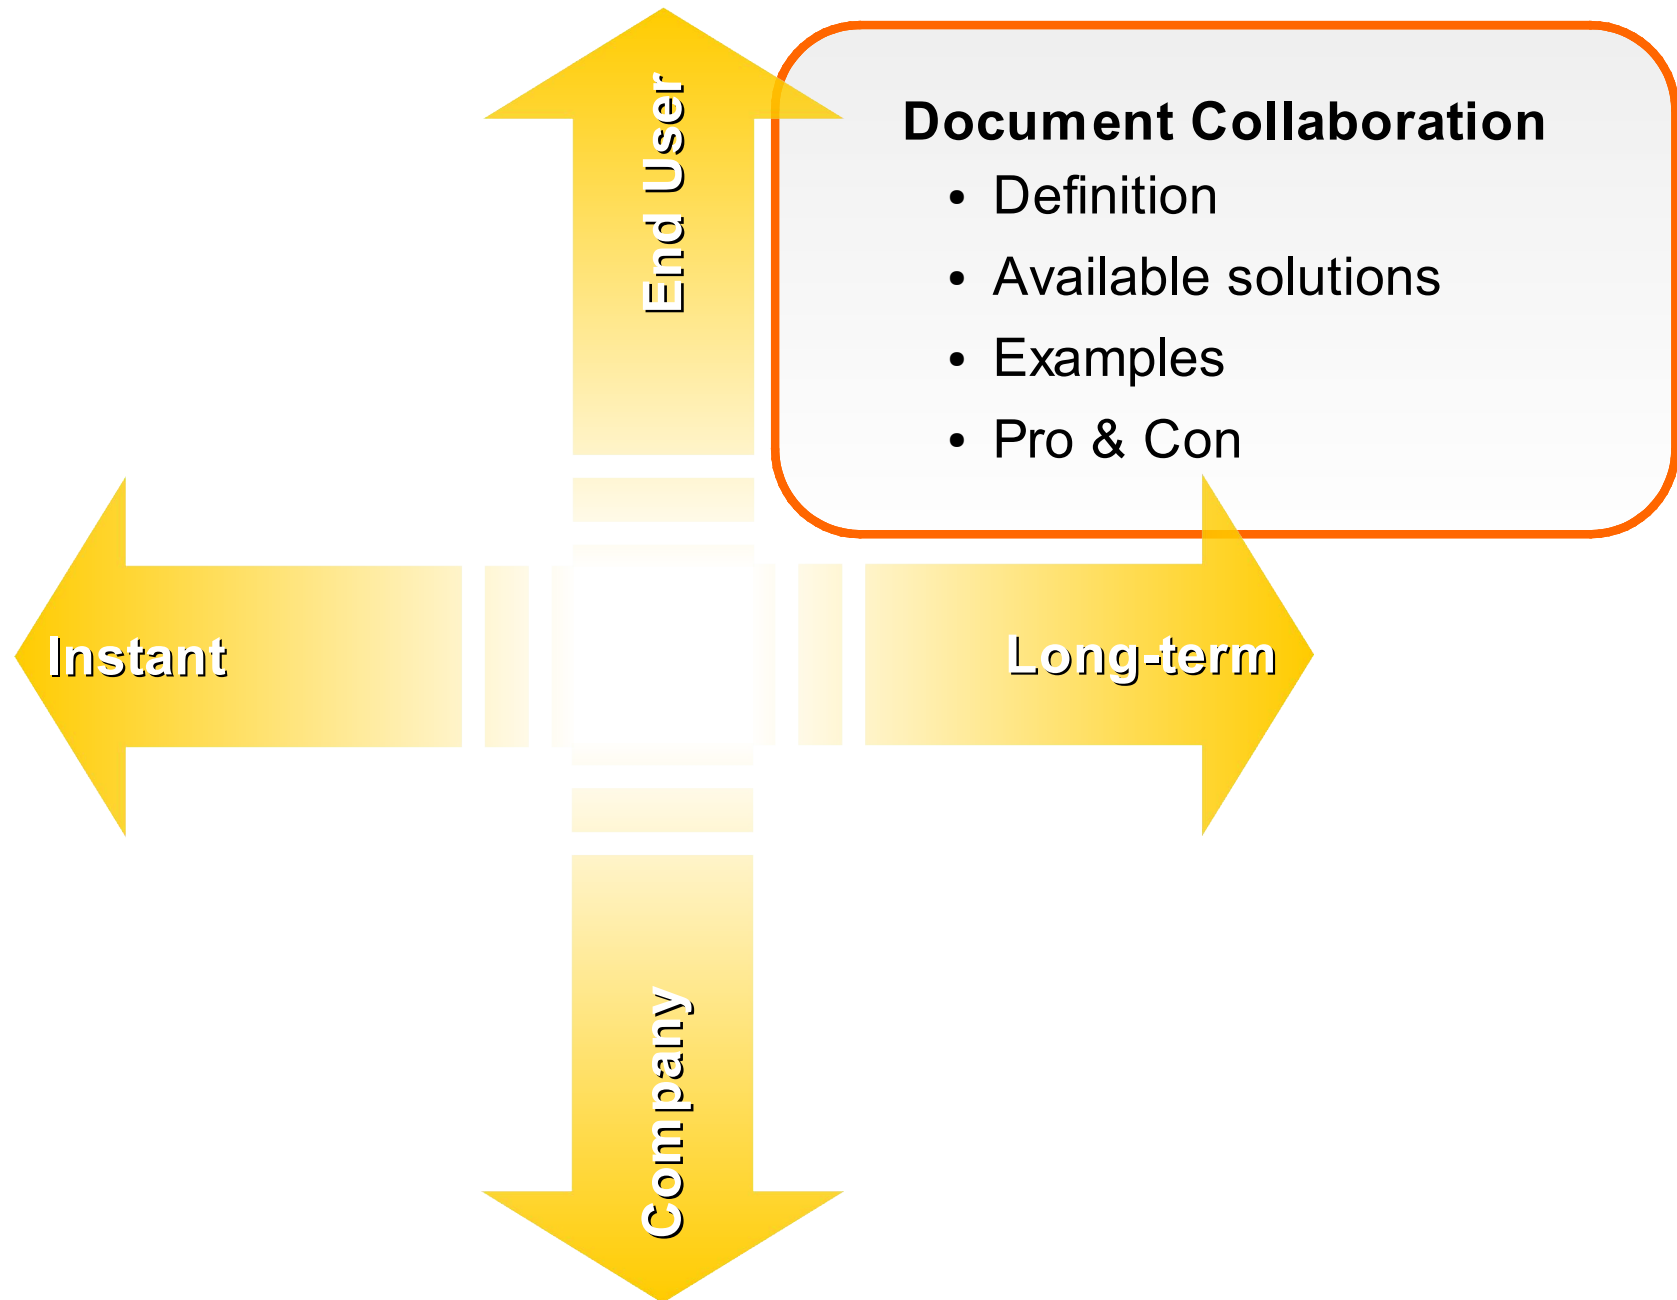 End User
Document Collaboration
• Definition
• Available solutions
• Examples
• Pro & Con
Instant
Long-term
Company